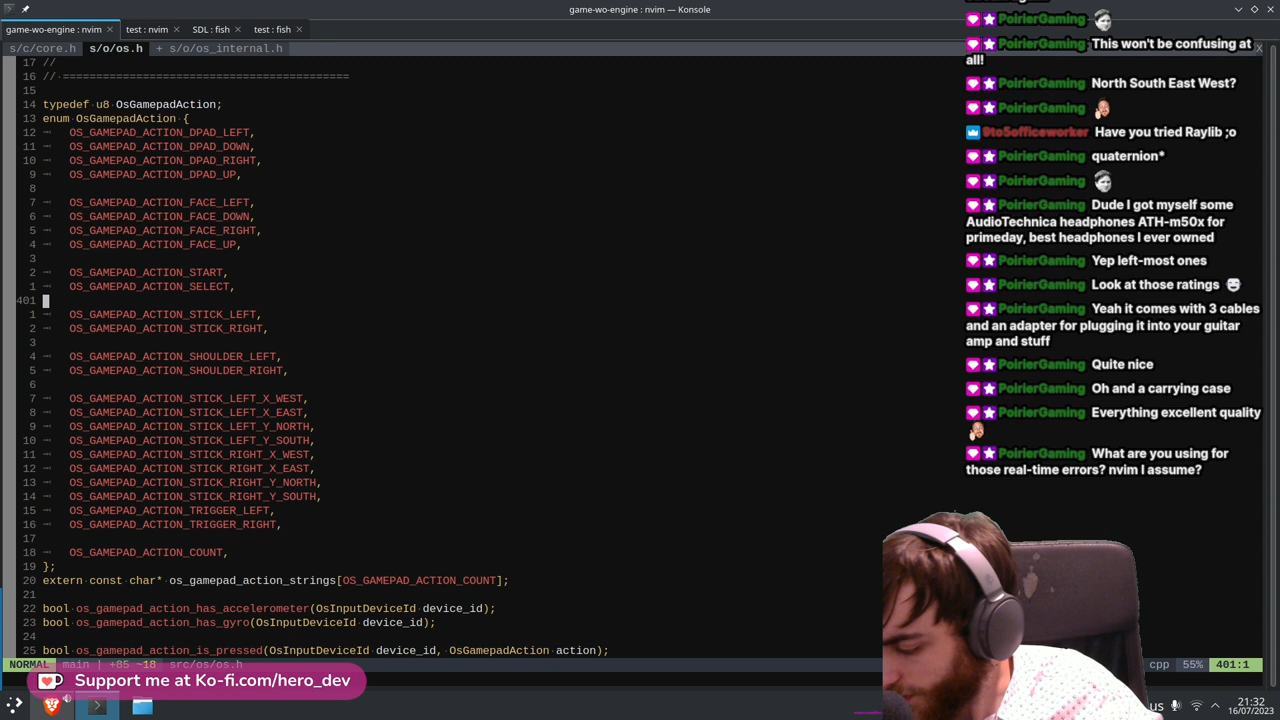 game-wo-engine : nvim — Konsole
game-wo-engine : nvim
test : nvim
SDL : fish
test : fish
s/c/core.h s/o/os.h + s/o/os_internals.h X
17 //
16 // ===========================================
15
14 typedef u8 OsGamepadAction;
13 enum OsGamepadAction {
12 OS_GAMEPAD_ACTION_DPAD_LEFT,
11 OS_GAMEPAD_ACTION_DPAD_DOWN,
10 OS_GAMEPAD_ACTION_DPAD_RIGHT,
9 OS_GAMEPAD_ACTION_DPAD_UP,
8
7 OS_GAMEPAD_ACTION_FACE_LEFT,
6 OS_GAMEPAD_ACTION_FACE_DOWN,
5 OS_GAMEPAD_ACTION_FACE_RIGHT,
4 OS_GAMEPAD_ACTION_FACE_UP,
3
2 OS_GAMEPAD_ACTION_START,
1 OS_GAMEPAD_ACTION_SELECT,
401
1 OS_GAMEPAD_ACTION_STICK_LEFT,
2 OS_GAMEPAD_ACTION_STICK_RIGHT,
3
4 OS_GAMEPAD_ACTION_SHOULDER_LEFT,
5 OS_GAMEPAD_ACTION_SHOULDER_RIGHT,
6
7 OS_GAMEPAD_ACTION_STICK_LEFT_X_WEST,
8 OS_GAMEPAD_ACTION_STICK_LEFT_X_EAST,
9 OS_GAMEPAD_ACTION_STICK_LEFT_Y_NORTH,
10 OS_GAMEPAD_ACTION_STICK_LEFT_Y_SOUTH,
11 OS_GAMEPAD_ACTION_STICK_RIGHT_X_WEST,
12 OS_GAMEPAD_ACTION_STICK_RIGHT_X_EAST,
13 OS_GAMEPAD_ACTION_STICK_RIGHT_Y_NORTH,
14 OS_GAMEPAD_ACTION_STICK_RIGHT_Y_SOUTH,
15 OS_GAMEPAD_ACTION_TRIGGER_LEFT,
16 OS_GAMEPAD_ACTION_TRIGGER_RIGHT,
17
18 OS_GAMEPAD_ACTION_COUNT,
19 };
20 extern const char* os_gamepad_action_strings[OS_GAMEPAD_ACTION_COUNT];
21
22 bool os_gamepad_action_has_accelerometer(OsInputDeviceId device_id);
23 bool os_gamepad_action_has_gyro(OsInputDeviceId device_id);
24
25 bool os_gamepad_action_is_pressed(OsInputDeviceId device_id, OsGamepadAction action);
NORMAL main | +85 ~18 src/os/os.h cpp 55% 401:1
Support me at Ko-fi.com/hero_dev
PoirierGaming
PoirierGaming This won't be confusing at
all!
PoirierGaming North South East West?
PoirierGaming
9to5officeworker Have you tried Raylib ;o
PoirierGaming quaternion*
PoirierGaming
PoirierGaming Dude I got myself some
AudioTechnica headphones ATH-m50x for
primeday, best headphones I ever owned
PoirierGaming Yep left-most ones
PoirierGaming Look at those ratings
PoirierGaming Yeah it comes with 3 cables
and an adapter for plugging it into your guitar
amp and stuff
PoirierGaming Quite nice
PoirierGaming Oh and a carrying case
PoirierGaming Everything excellent quality
PoirierGaming What are you using for
those real-time errors? nvim I assume?
US
21:32
16/07/2023